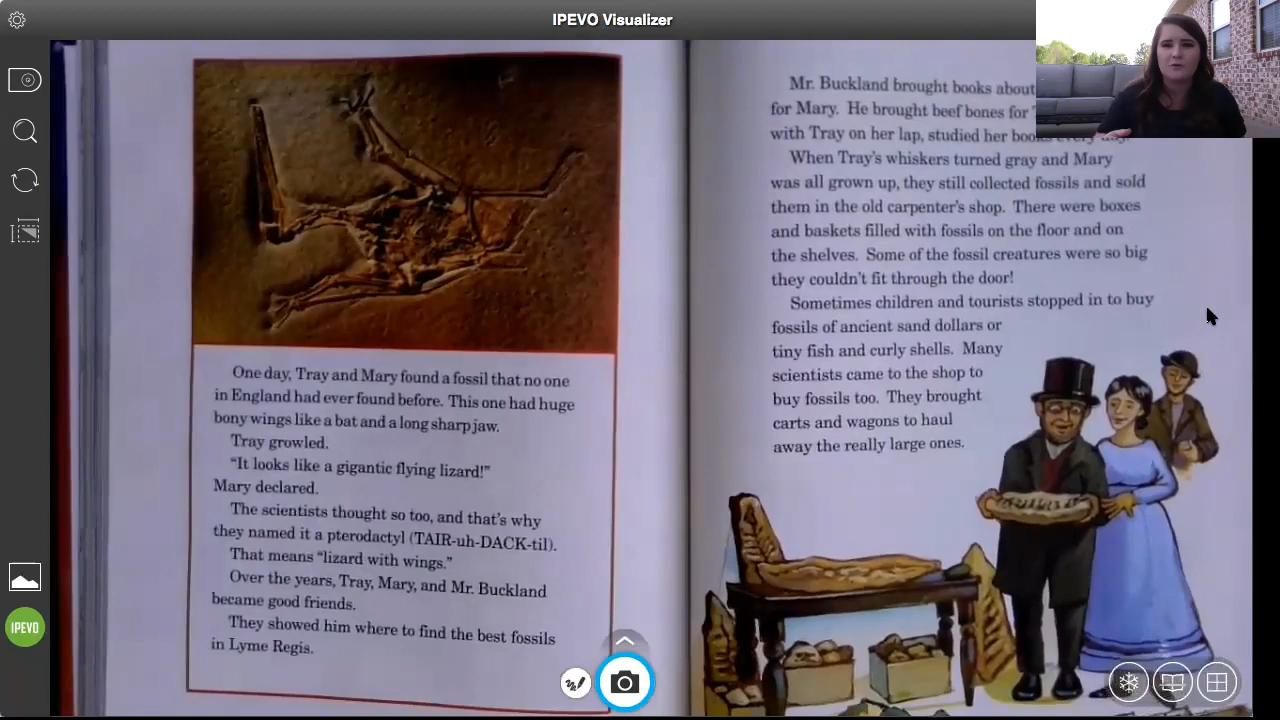 IPEVO Visualizer
One day, Tray and Mary found a fossil that no one
in England had ever found before. This one had huge
bony wings like a bat and a long sharp jaw.
Tray growled.
"It looks like a gigantic flying lizard!"
Mary declared.
The scientists thought so too, and that's why
they named it a pterodactyl (TAIR-uh-DACK-til).
That means "lizard with wings."
Over the years, Tray, Mary, and Mr. Buckland
became good friends.
They showed him where to find the best fossils
in Lyme Regis.
Mr. Buckland brought books about
for Mary. He brought beef bones for
with Tray on her lap, studied her books every day.
When Tray's whiskers turned gray and Mary
was all grown up, they still collected fossils and sold
them in the old carpenter's shop. There were boxes
and baskets filled with fossils on the floor and on
the shelves. Some of the fossil creatures were so big
they couldn't fit through the door!
Sometimes children and tourists stopped in to buy
fossils of ancient sand dollars or
tiny fish and curly shells. Many
scientists came to the shop to
buy fossils too. They brought
carts and wagons to haul
away the really large ones.
IPEVO